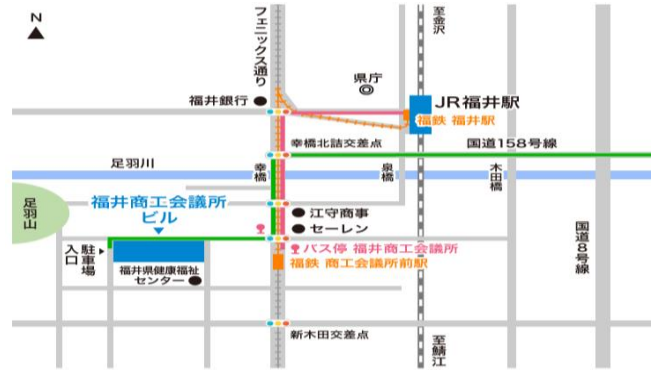 N
フェニックス通り
至金沢
県庁
福井銀行
JR福井駅
福鉄 福井駅
幸橋北詰交差点
国道158号線
足羽川
幸橋
泉橋
木田橋
足羽山
福井商工会議所
ビル
江守商事
セーレン
バス停 福井商工会議所
福鉄 商工会議所前駅
駐車場
入口
福井県健康福祉
センター
国道8号線
新木田交差点
至鯖江